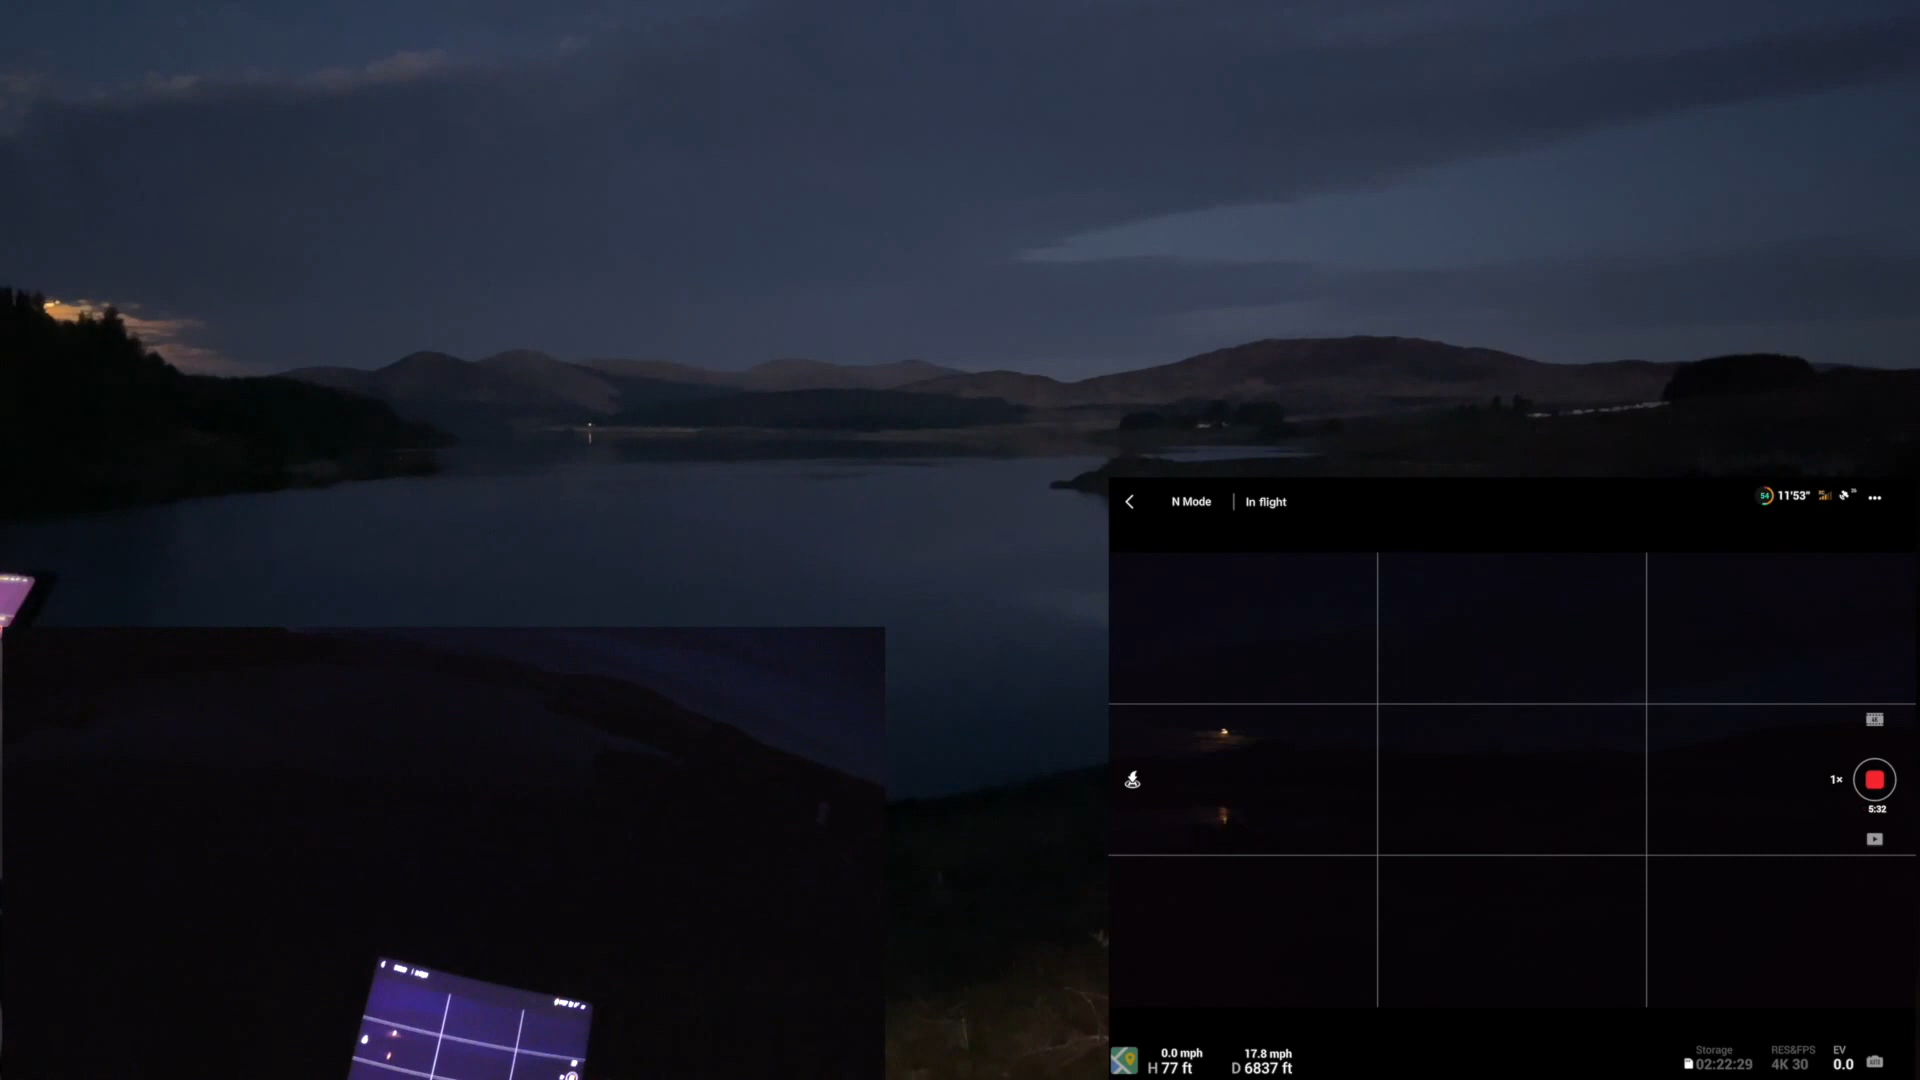 N Mode | In flight
54 11'53"
1×
5:32
0.0 mph 17.8 mph
H 77 ft D 6837 ft
Storage RES&FPS EV
02:22:29 4K 30 0.0